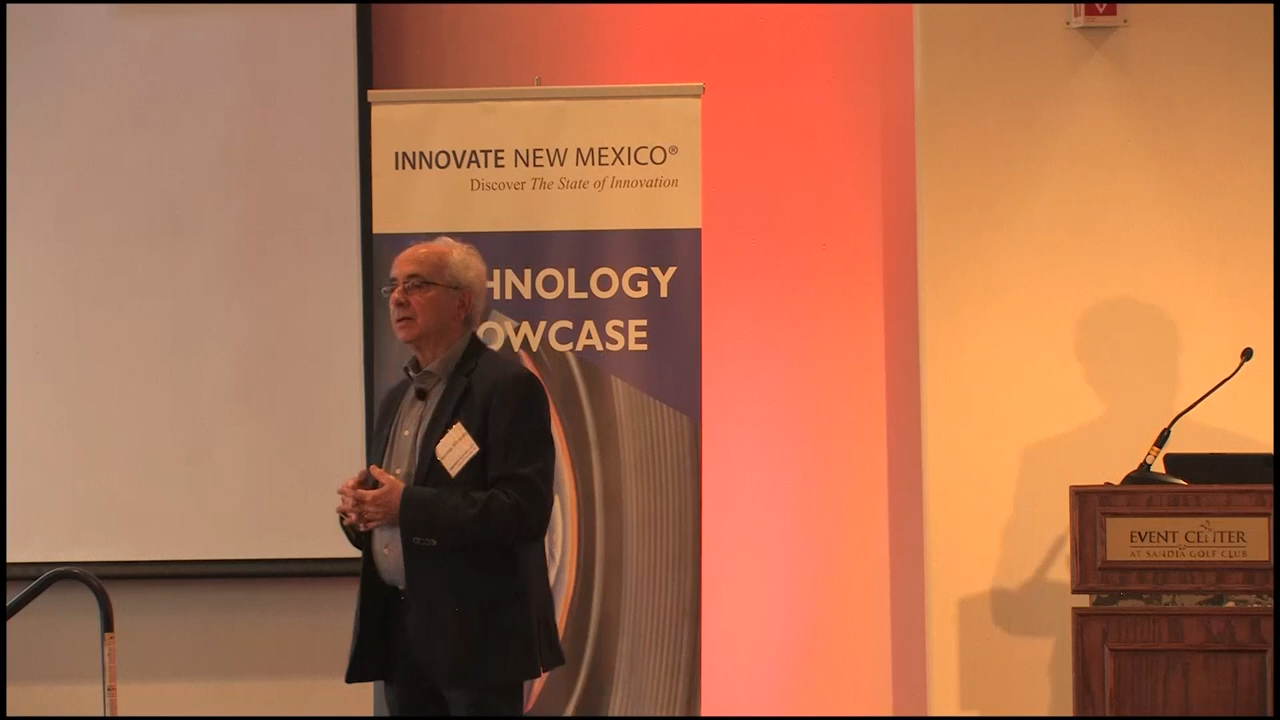 INNOVATE NEW MEXICO®
Discover The State of Innovation
HNOLOGY
OWCASE
EVENT CENTER
AT SANDIA GOLF CLUB